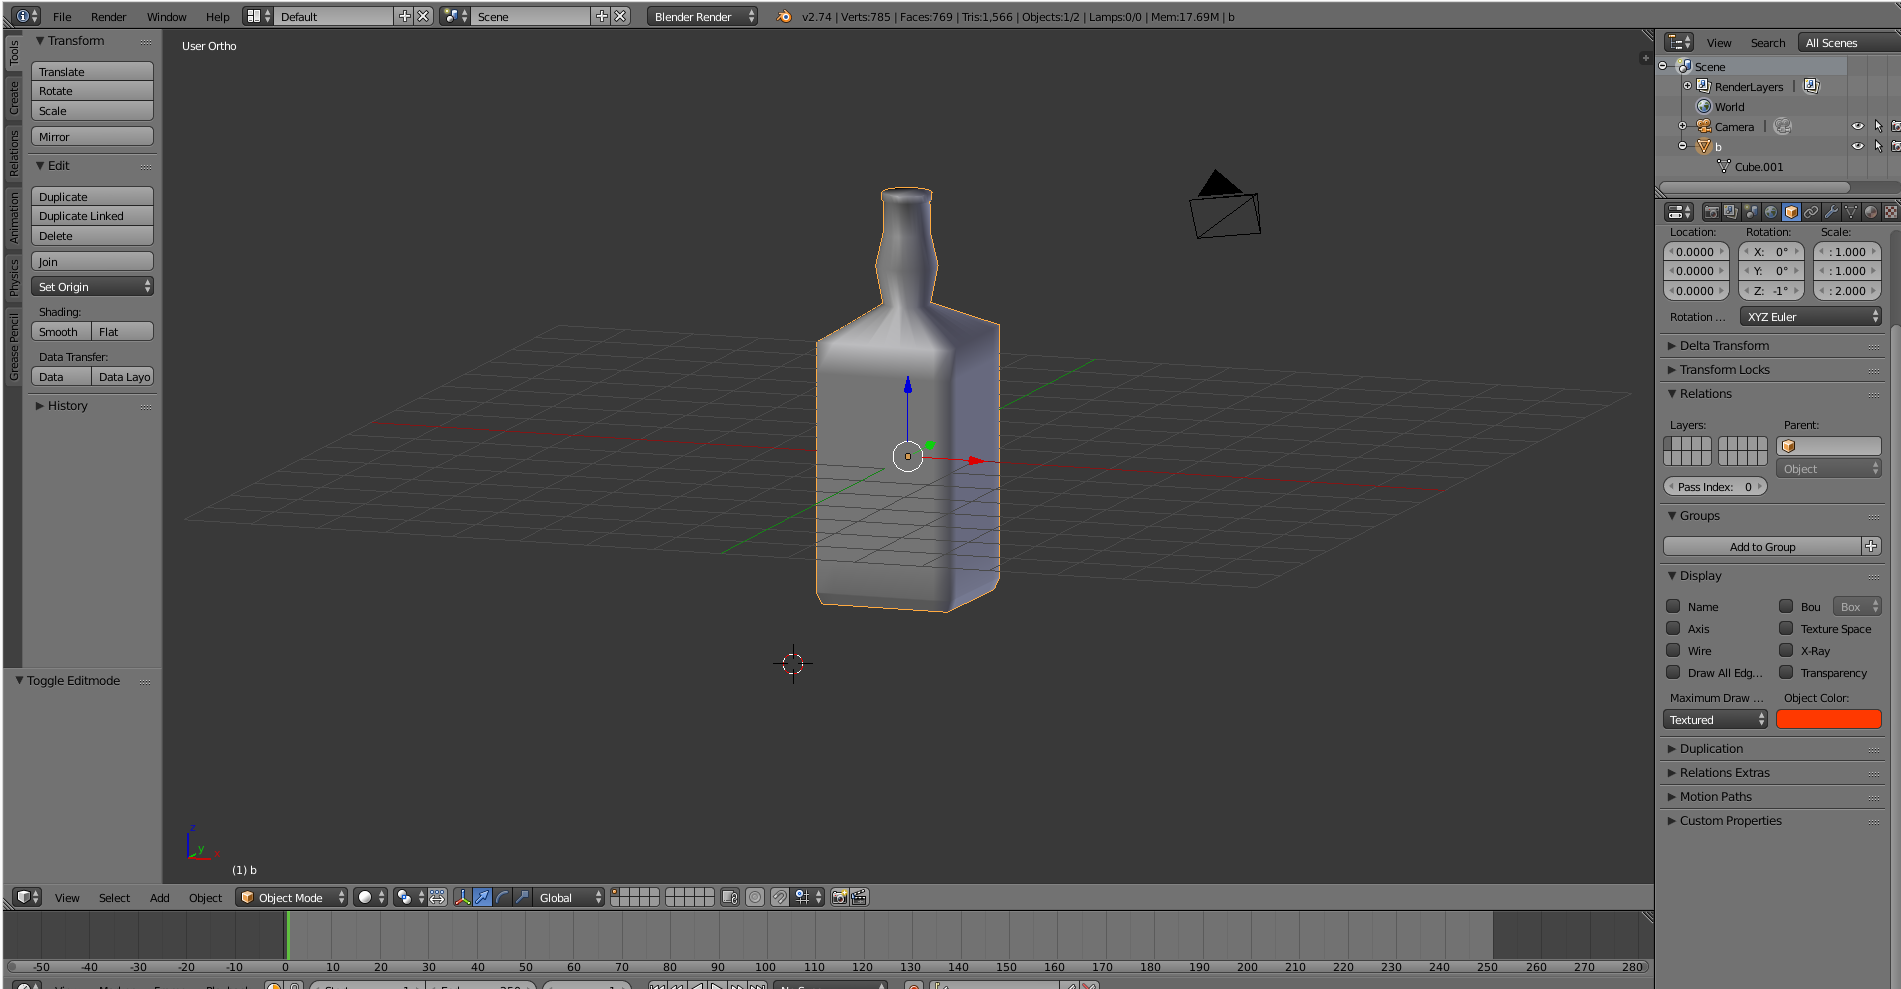 File Render Window Help Default Scene Blender Render v2.74 | Verts:785 | Faces:769 | Tris:1,566 | Objects:1/2 | Lamps:0/0 | Mem:17.69M | b
Tools
Create
Relations
Animation
Physics
Grease Pencil
Transform
Translate
Rotate
Scale
Mirror
Edit
Duplicate
Duplicate Linked
Delete
Join
Set Origin
Shading:
Smooth Flat
Data Transfer:
Data Data Layo
History
Toggle Editmode
User Ortho
z
y
(1) b
View Search All Scenes
Scene
RenderLayers |
World
Camera |
b
Cube.001
Location: Rotation: Scale:
0.0000 X: 0° : 1.000
0.0000 Y: 0° : 1.000
0.0000 Z: -1° : 2.000
Rotation ... XYZ Euler
Delta Transform
Transform Locks
Relations
Layers: Parent:
Object
Pass Index: 0
Groups
Add to Group
Display
Name Bou Box
Axis Texture Space
Wire X-Ray
Draw All Edg... Transparency
Maximum Draw ... Object Color:
Textured
Duplication
Relations Extras
Motion Paths
Custom Properties
View Select Add Object Object Mode Global
-50 -40 -30 -20 -10 0 10 20 30 40 50 60 70 80 90 100 110 120 130 140 150 160 170 180 190 200 210 220 230 240 250 260 270 280